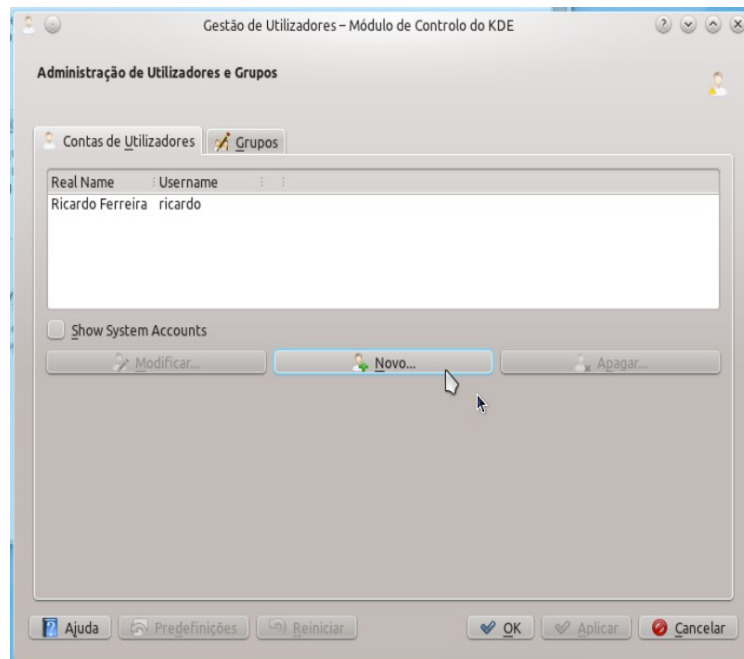 Gestão de Utilizadores – Módulo de Controlo do KDE
Administração de Utilizadores e Grupos
Contas de Utilizadores Grupos
Real Name Username
Ricardo Ferreira ricardo
Show System Accounts
Modificar... Novo... Apagar...
Ajuda Predefinições Reiniciar OK Aplicar Cancelar